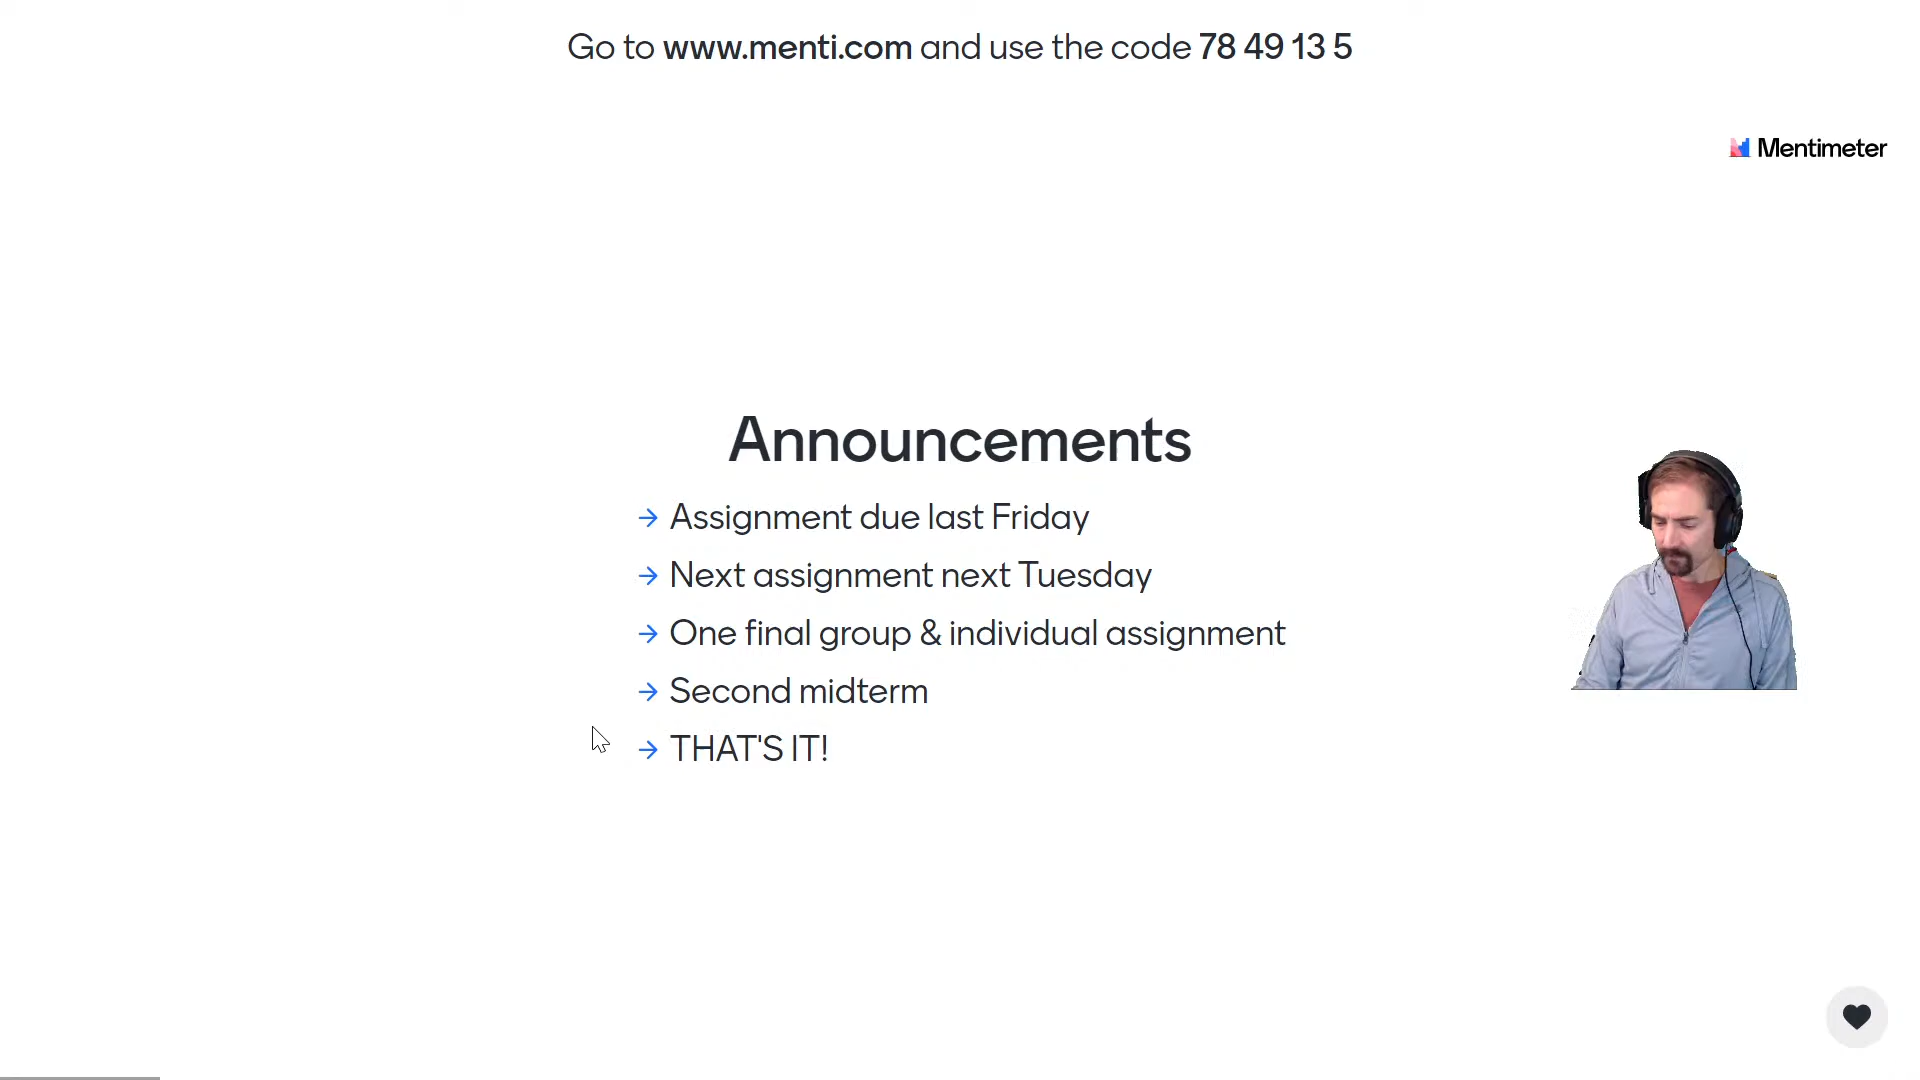 Go to www.menti.com and use the code 78 49 13 5
Mentimeter
Announcements
→ Assignment due last Friday
→ Next assignment next Tuesday
→ One final group & individual assignment
→ Second midterm
→ THAT'S IT!